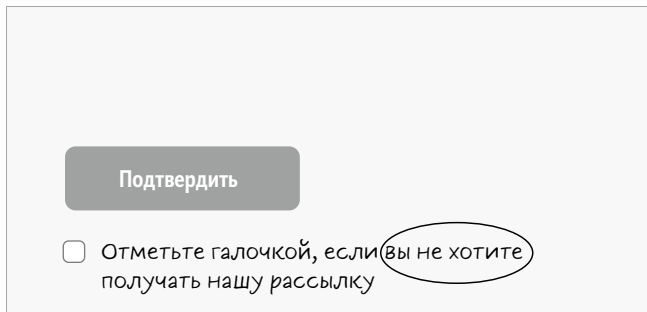 Подтвердить
Отметьте галочкой, если вы не хотите
получать нашу рассылку